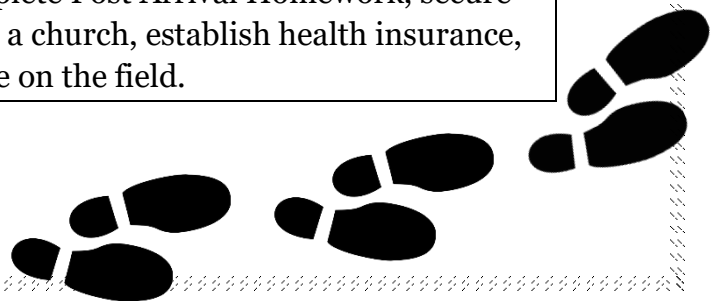 plete Post Arrival Homework, secure
a church, establish health insurance,
e on the field.